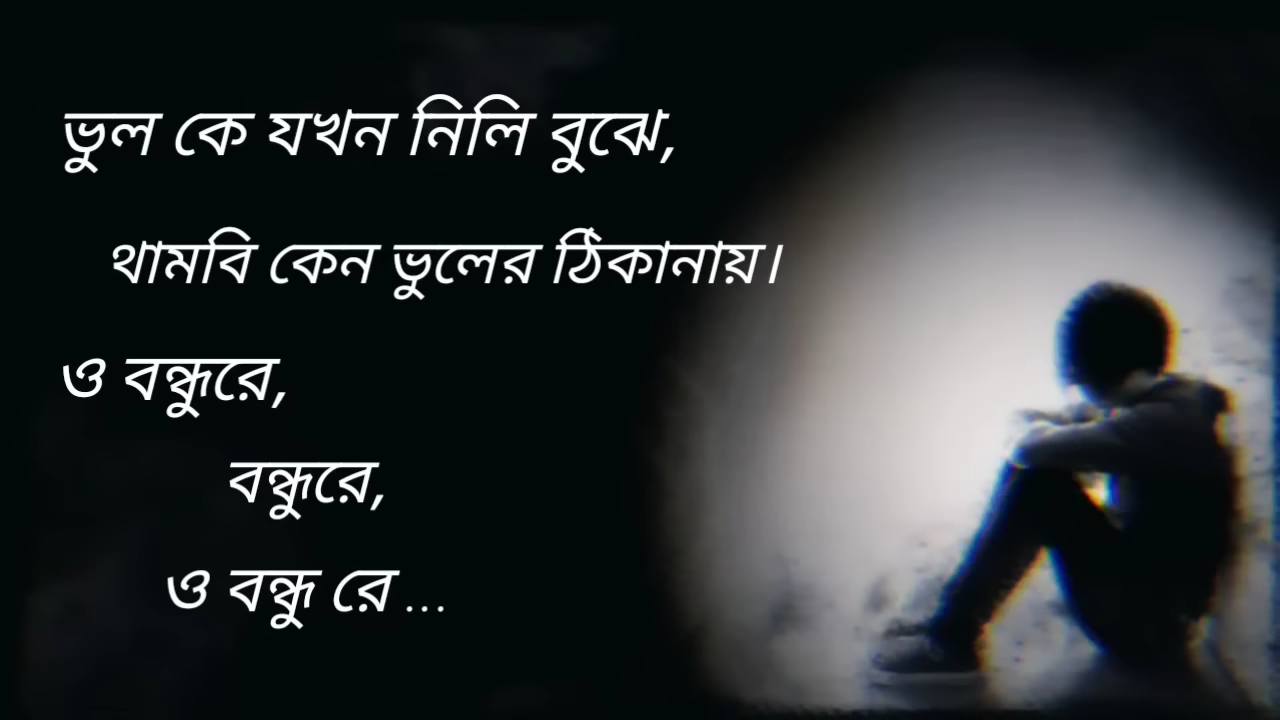 ভুল কে যখন নিলি বুঝে,
থামবি কেন ভুলের ঠিকানায়।
ও বন্ধুরে,
বন্ধুরে,
ও বন্ধু রে ...